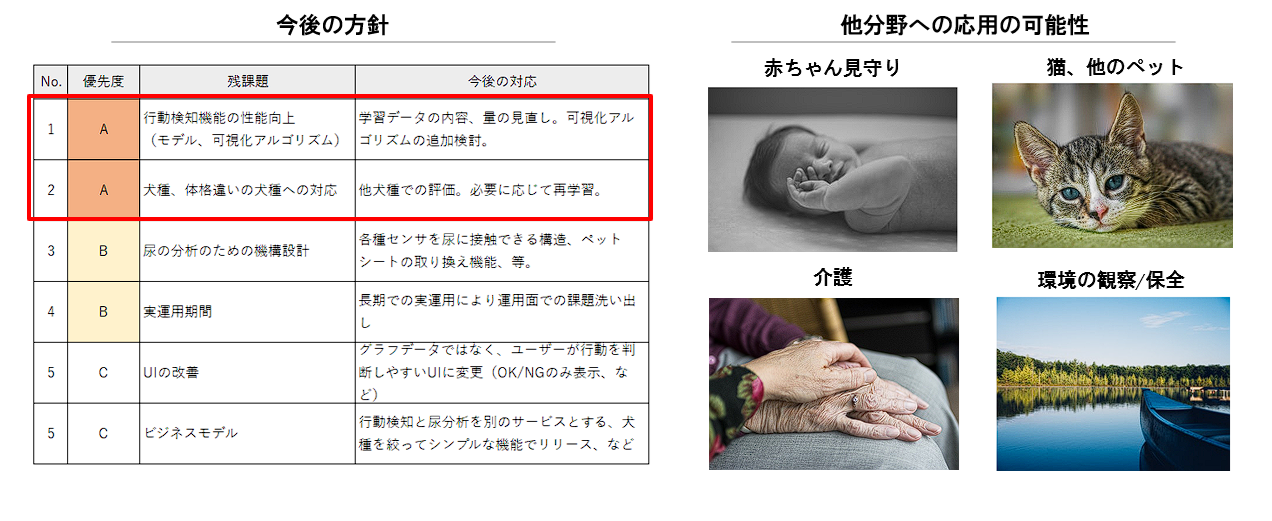 今後の方針
No.
優先度
残課題
今後の対応
1
A
行動検知機能の性能向上
（モデル、可視化アルゴリズム）
学習データの内容、量の見直し。可視化アル
ゴリズムの追加検討。
2
A
犬種、体格違いの犬種への対応
他犬種での評価。必要に応じて再学習。
3
B
尿の分析のための機構設計
各種センサを尿に接触できる構造、ペット
シートの取り換え機能、等。
4
B
実運用期間
長期での実運用により運用面での課題洗い出
し
5
C
UIの改善
グラフデータではなく、ユーザーが行動を判
断しやすいUIに変更（OK/NGのみ表示、な
ど）
5
C
ビジネスモデル
行動検知と尿分析を別のサービスとする、犬
種を絞ってシンプルな機能でリリース、など
他分野への応用の可能性
赤ちゃん見守り
猫、他のペット
介護
環境の観察/保全